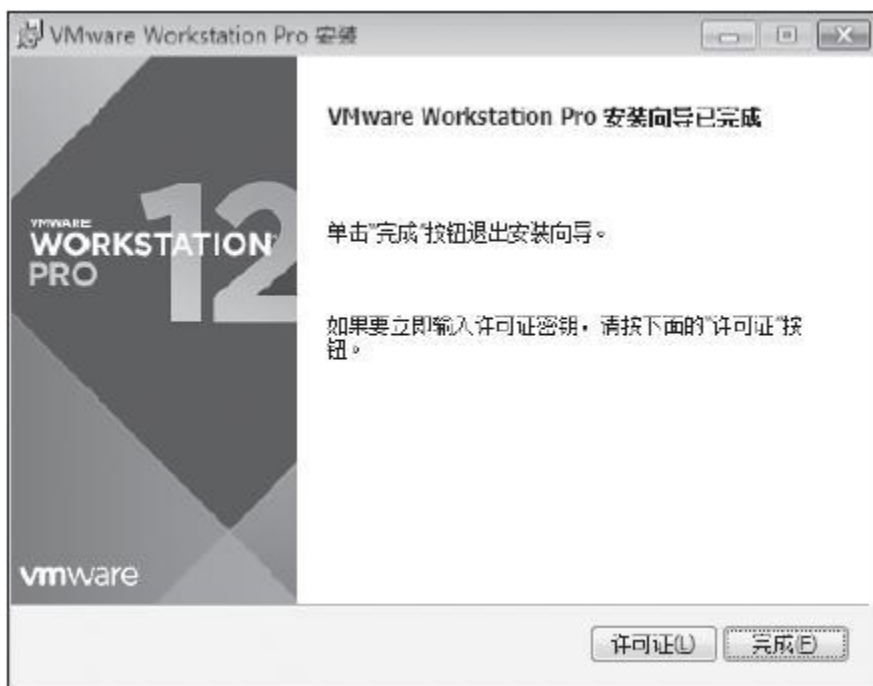 VMware Workstation Pro 安装
VMware Workstation Pro 安装向导已完成
VMWARE
WORKSTATION
PRO
12
单击"完成"按钮退出安装向导。
如果要立即输入许可证密钥，请按下面的"许可证"按
钮。
vmware
许可证(L)
完成(F)